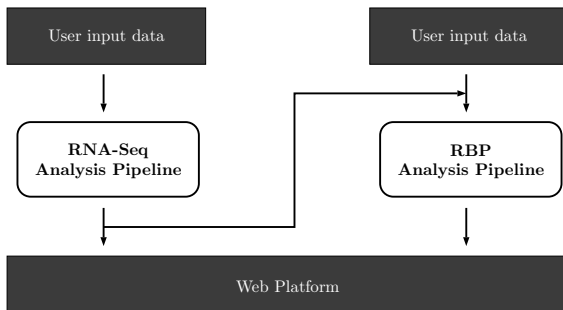 User input data
User input data
RNA-Seq
Analysis Pipeline
RBP
Analysis Pipeline
Web Platform